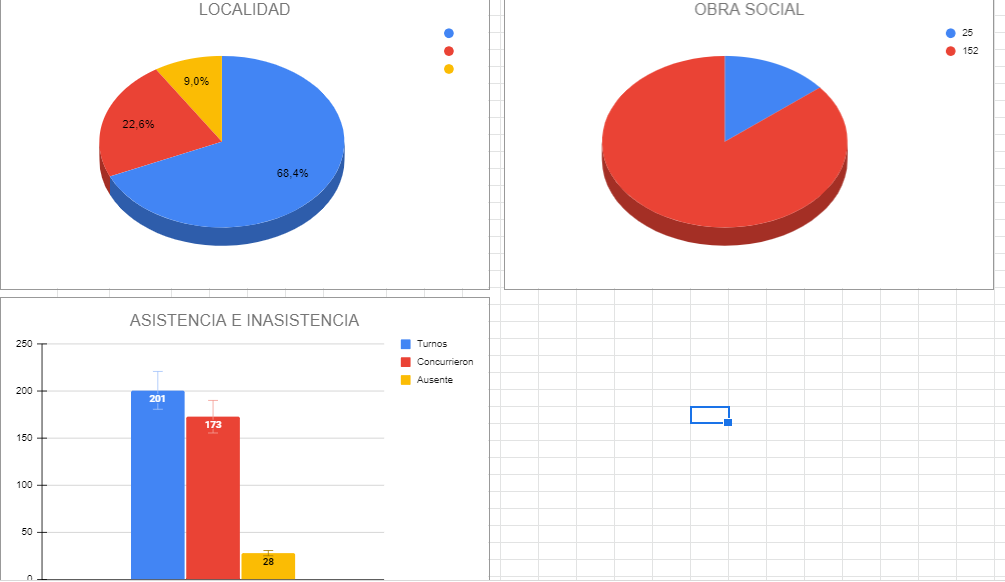 LOCALIDAD
9,0%
22,6%
68,4%
OBRA SOCIAL
25
152
ASISTENCIA E INASISTENCIA
250
200
150
100
50
0
201
173
28
Turnos
Concurrieron
Ausente